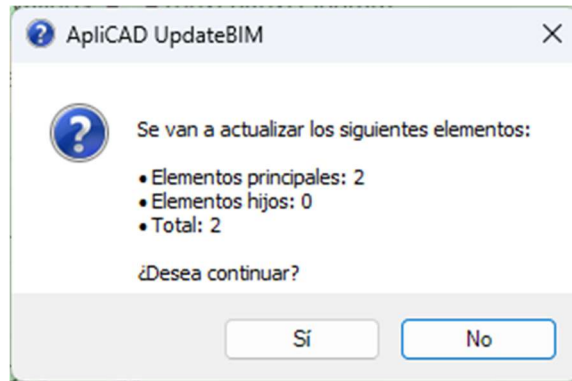 ApliCAD UpdateBIM
Se van a actualizar los siguientes elementos:
• Elementos principales: 2
• Elementos hijos: 0
• Total: 2
¿Desea continuar?
Sí
No